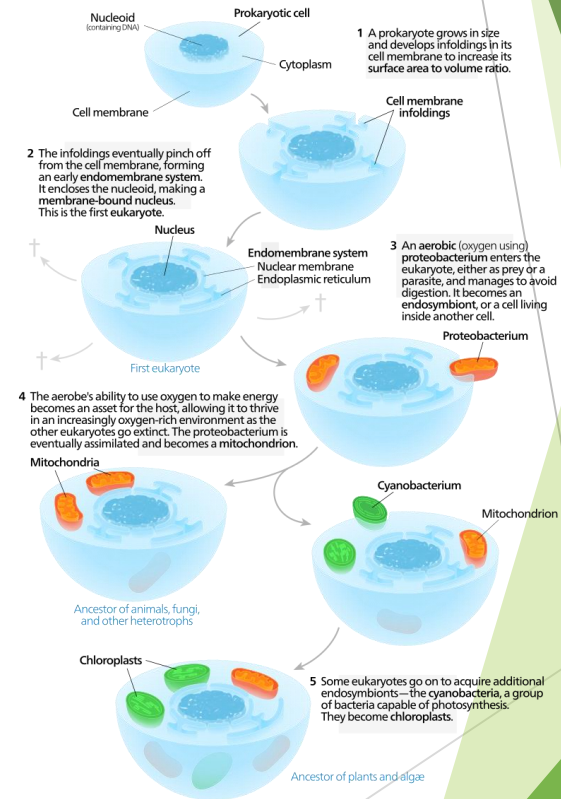 Nucleoid
(containing DNA)
Prokaryotic cell
Cytoplasm
Cell membrane
1 A prokaryote grows in size
and develops infoldings in its
cell membrane to increase its
surface area to volume ratio.
Cell membrane
infoldings
2 The infoldings eventually pinch off
from the cell membrane, forming
an early endomembrane system.
It encloses the nucleoid, making a
membrane-bound nucleus.
This is the first eukaryote.
Nucleus
Endomembrane system
Nuclear membrane
Endoplasmic reticulum
First eukaryote
3 An aerobic (oxygen using)
proteobacterium enters the
eukaryote, either as prey or a
parasite, and manages to avoid
digestion. It becomes an
endosymbiont, or a cell living
inside another cell.
Proteobacterium
4 The aerobe's ability to use oxygen to make energy
becomes an asset for the host, allowing it to thrive
in an increasingly oxygen-rich environment as the
other eukaryotes go extinct. The proteobacterium is
eventually assimilated and becomes a mitochondrion.
Mitochondria
Ancestor of animals, fungi,
and other heterotrophs
Cyanobacterium
Mitochondrion
Chloroplasts
5 Some eukaryotes go on to acquire additional
endosymbionts—the cyanobacteria, a group
of bacteria capable of photosynthesis.
They become chloroplasts.
Ancestor of plants and algæ